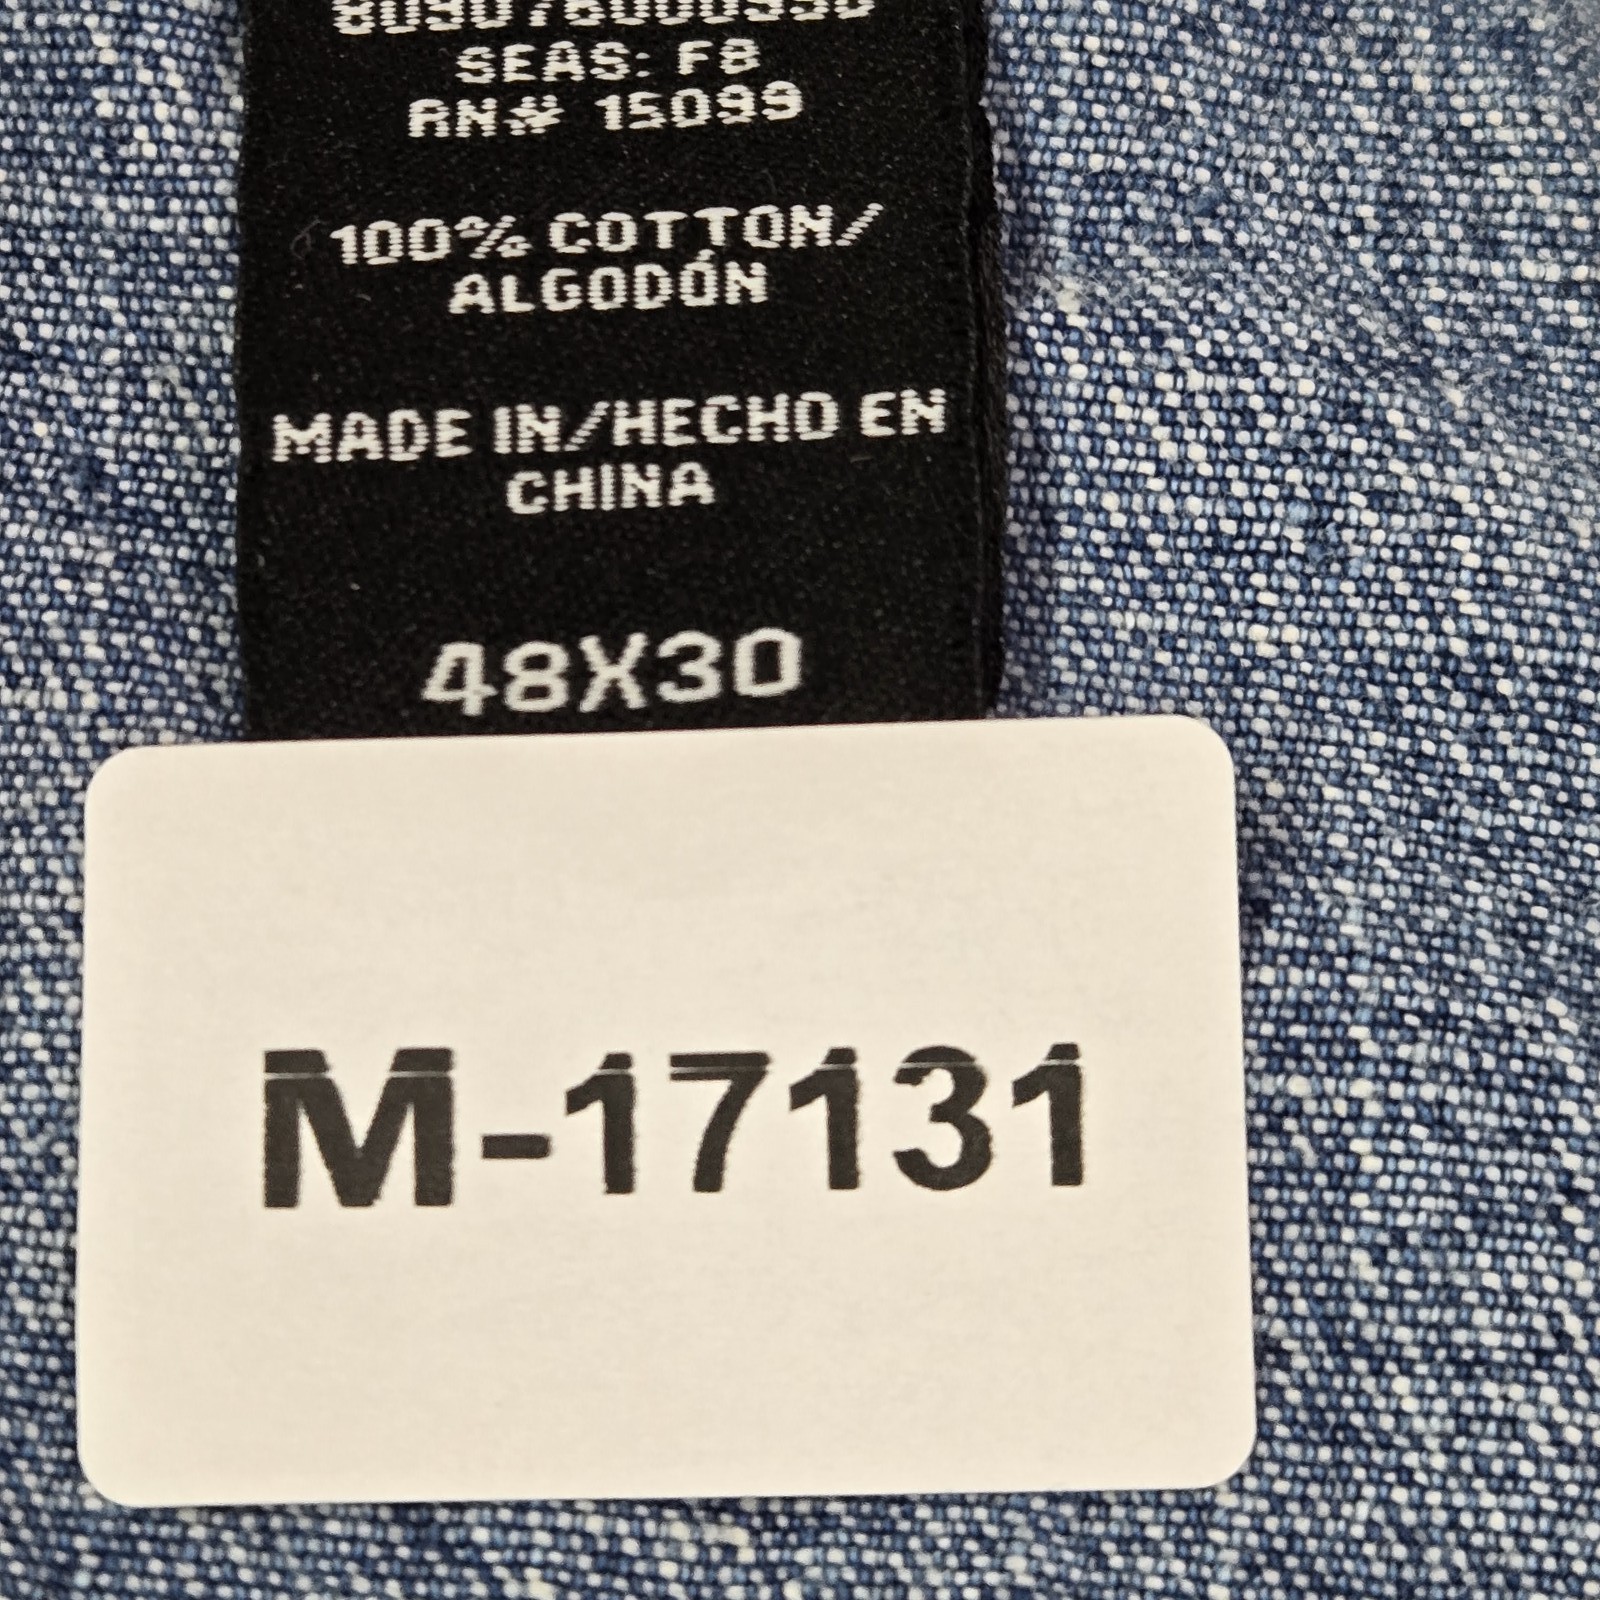 SEAS: F8
RN# 15099
100% COTTON/
ALGODÓN
MADE IN/HECHO EN
CHINA
48X30
M-17131